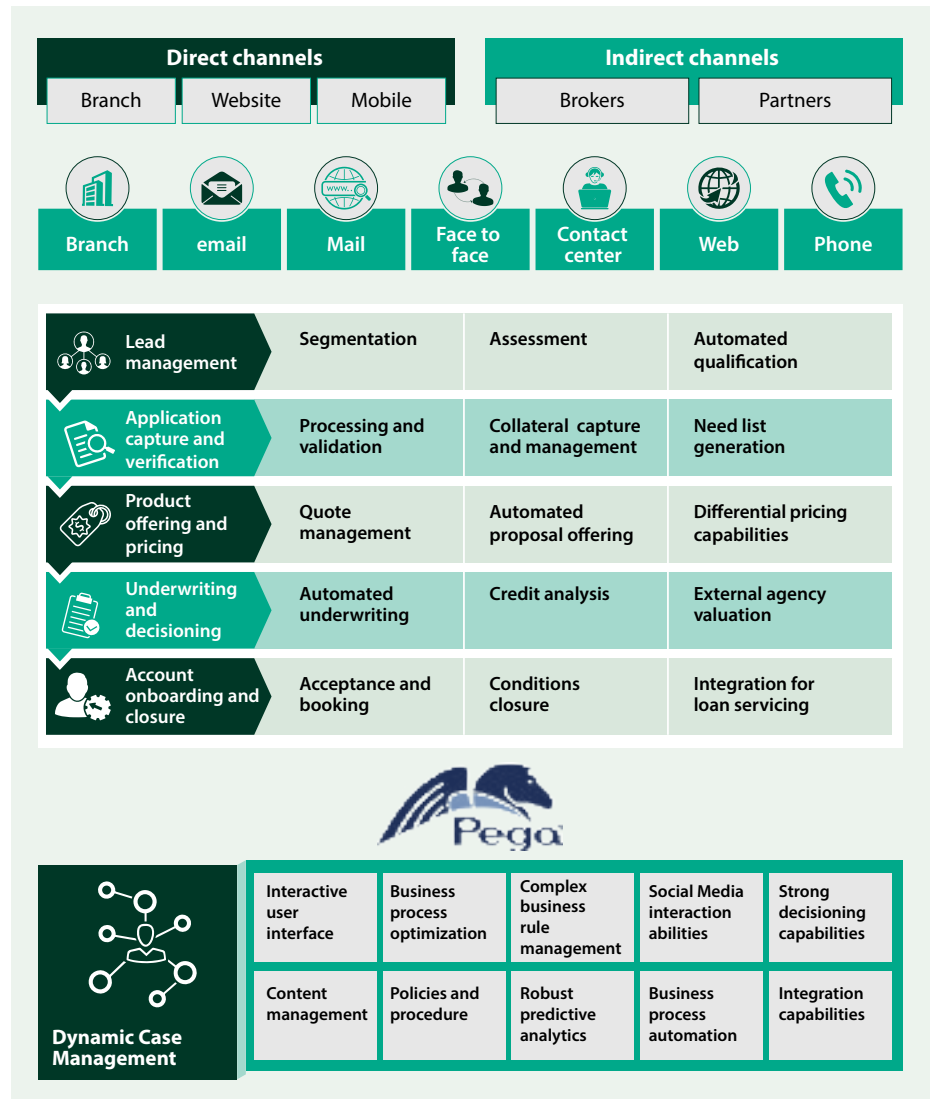 Direct channels
Branch
Website
Mobile
Indirect channels
Brokers
Partners
www..
Branch
email
Mail
Face to
face
Contact
center
Web
Phone
Lead
management
Segmentation
Assessment
Automated
qualification
Application
capture and
verification
Processing and
validation
Collateral capture
and management
Need list
generation
Product
offering and
pricing
Quote
management
Automated
proposal offering
Differential pricing
capabilities
Underwriting
and
decisioning
Automated
underwriting
Credit analysis
External agency
valuation
Account
onboarding and
closure
Acceptance and
booking
Conditions
closure
Integration for
loan servicing
Pega
Dynamic Case
Management
Interactive
user
interface
Business
process
optimization
Complex
business
rule
management
Social Media
interaction
abilities
Strong
decisioning
capabilities
Content
management
Policies and
procedure
Robust
predictive
analytics
Business
process
automation
Integration
capabilities